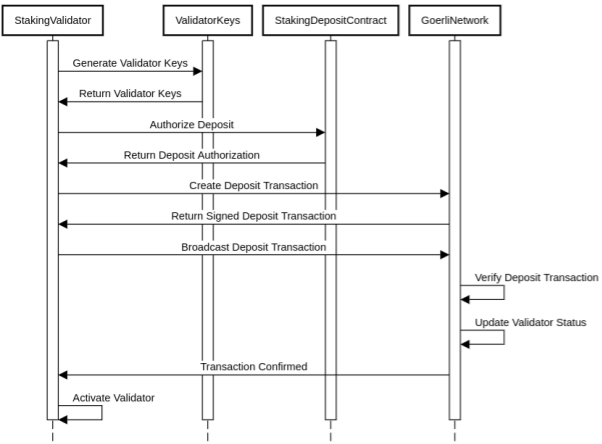 StakingValidator
ValidatorKeys
StakingDepositContract
GoerliNetwork
Generate Validator Keys
Return Validator Keys
Authorize Deposit
Return Deposit Authorization
Create Deposit Transaction
Return Signed Deposit Transaction
Broadcast Deposit Transaction
Verify Deposit Transaction
Update Validator Status
Transaction Confirmed
Activate Validator